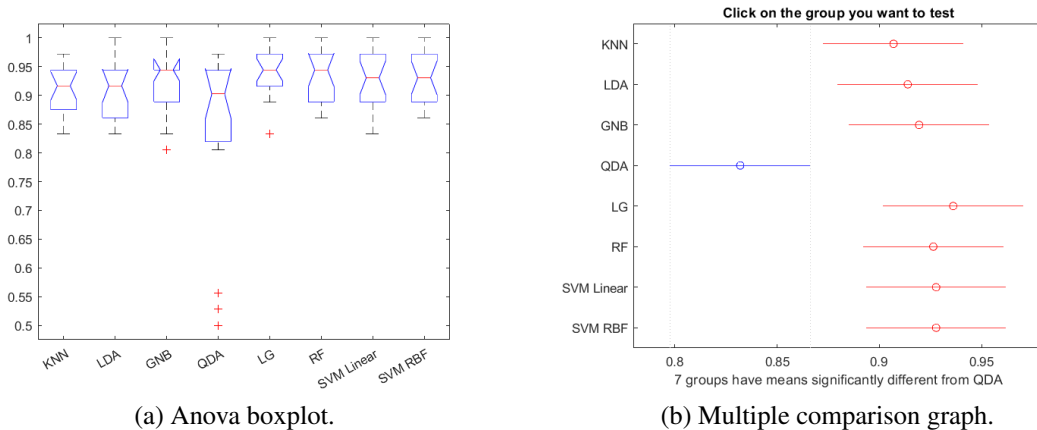 1
0.95
0.9
0.85
0.8
0.75
0.7
0.65
0.6
0.55
0.5
KNN
LDA
GNB
QDA
LG
RF
SVM Linear
SVM RBF
(a) Anova boxplot.
Click on the group you want to test
KNN
LDA
GNB
QDA
LG
RF
SVM Linear
SVM RBF
0.8 0.85 0.9 0.95
7 groups have means significantly different from QDA
(b) Multiple comparison graph.